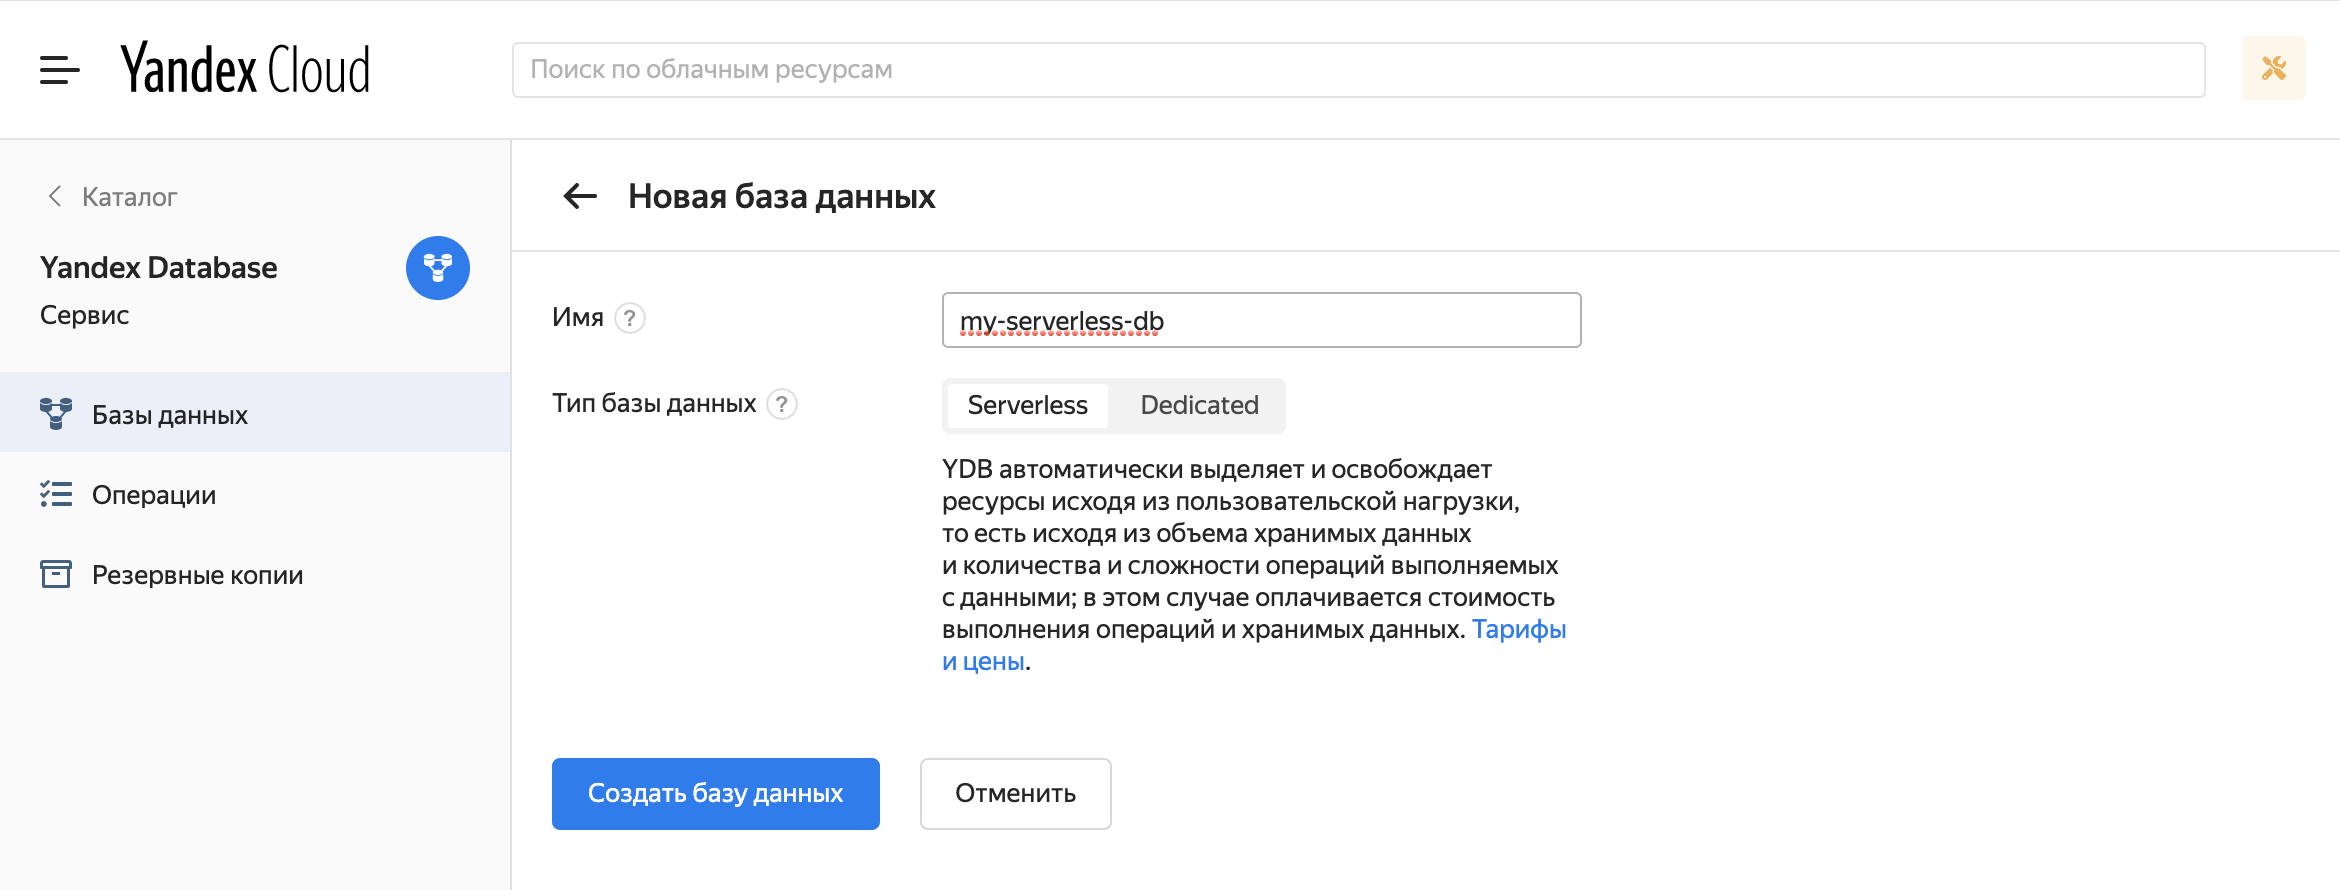 Yandex Cloud
Поиск по облачным ресурсам
Каталог
Yandex Database
Сервис
Базы данных
Операции
Резервные копии
Новая база данных
Имя ?
my-serverless-db
Тип базы данных ?
Serverless Dedicated
YDB автоматически выделяет и освобождает
ресурсы исходя из пользовательской нагрузки,
то есть исходя из объема хранимых данных
и количества и сложности операций выполняемых
с данными; в этом случае оплачивается стоимость
выполнения операций и хранимых данных. Тарифы
и цены.
Создать базу данных Отменить